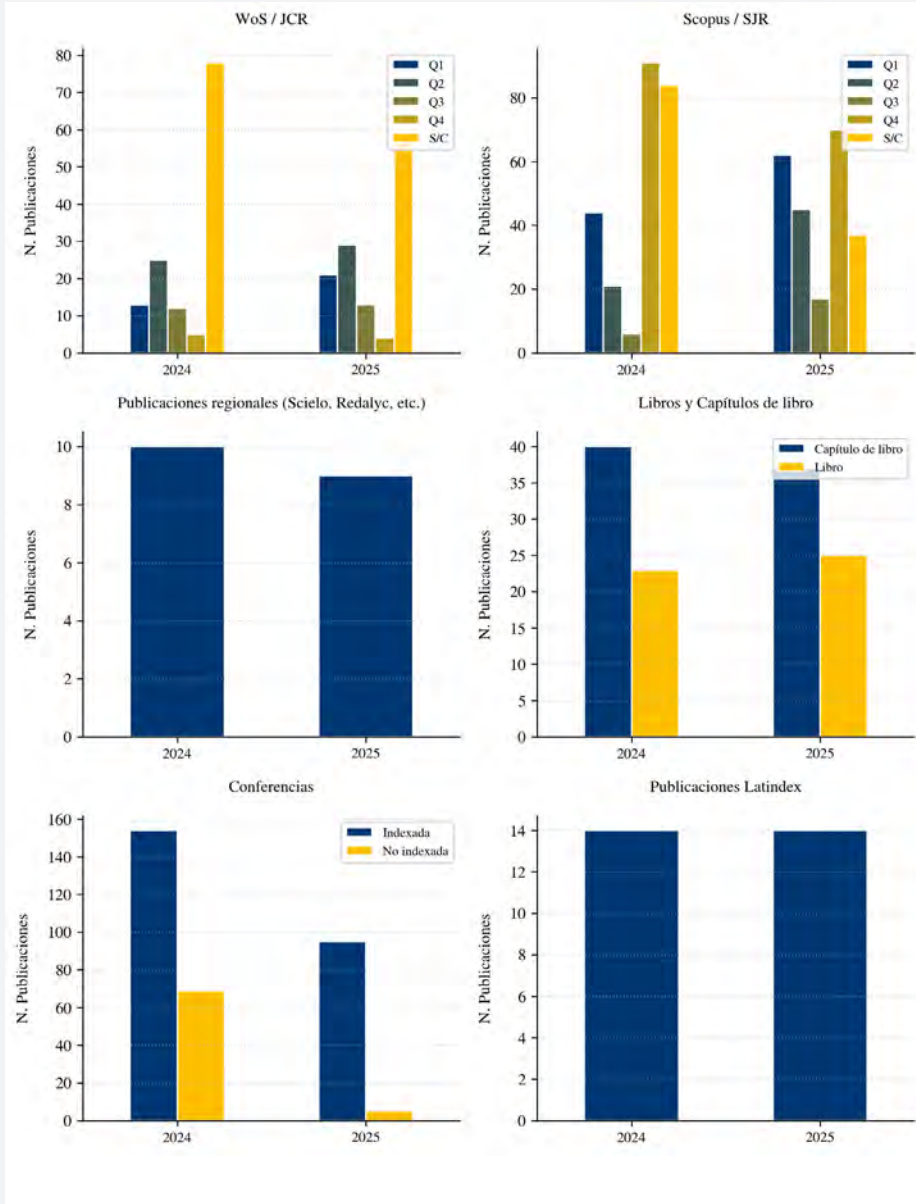 WoS / JCR
N. Publicaciones
80
70
60
50
40
30
20
10
0
Q1
Q2
Q3
Q4
S/C
2024
2025
Scopus / SJR
N. Publicaciones
80
60
40
20
0
Q1
Q2
Q3
Q4
S/C
2024
2025
Publicaciones regionales (Scielo, Redalyc, etc.)
N. Publicaciones
10
8
6
4
2
0
2024
2025
Libros y Capítulos de libro
N. Publicaciones
40
35
30
25
20
15
10
5
0
Capítulo de libro
Libro
2024
2025
Conferencias
N. Publicaciones
160
140
120
100
80
60
40
20
0
Indexada
No indexada
2024
2025
Publicaciones Latindex
N. Publicaciones
14
12
10
8
6
4
2
0
2024
2025